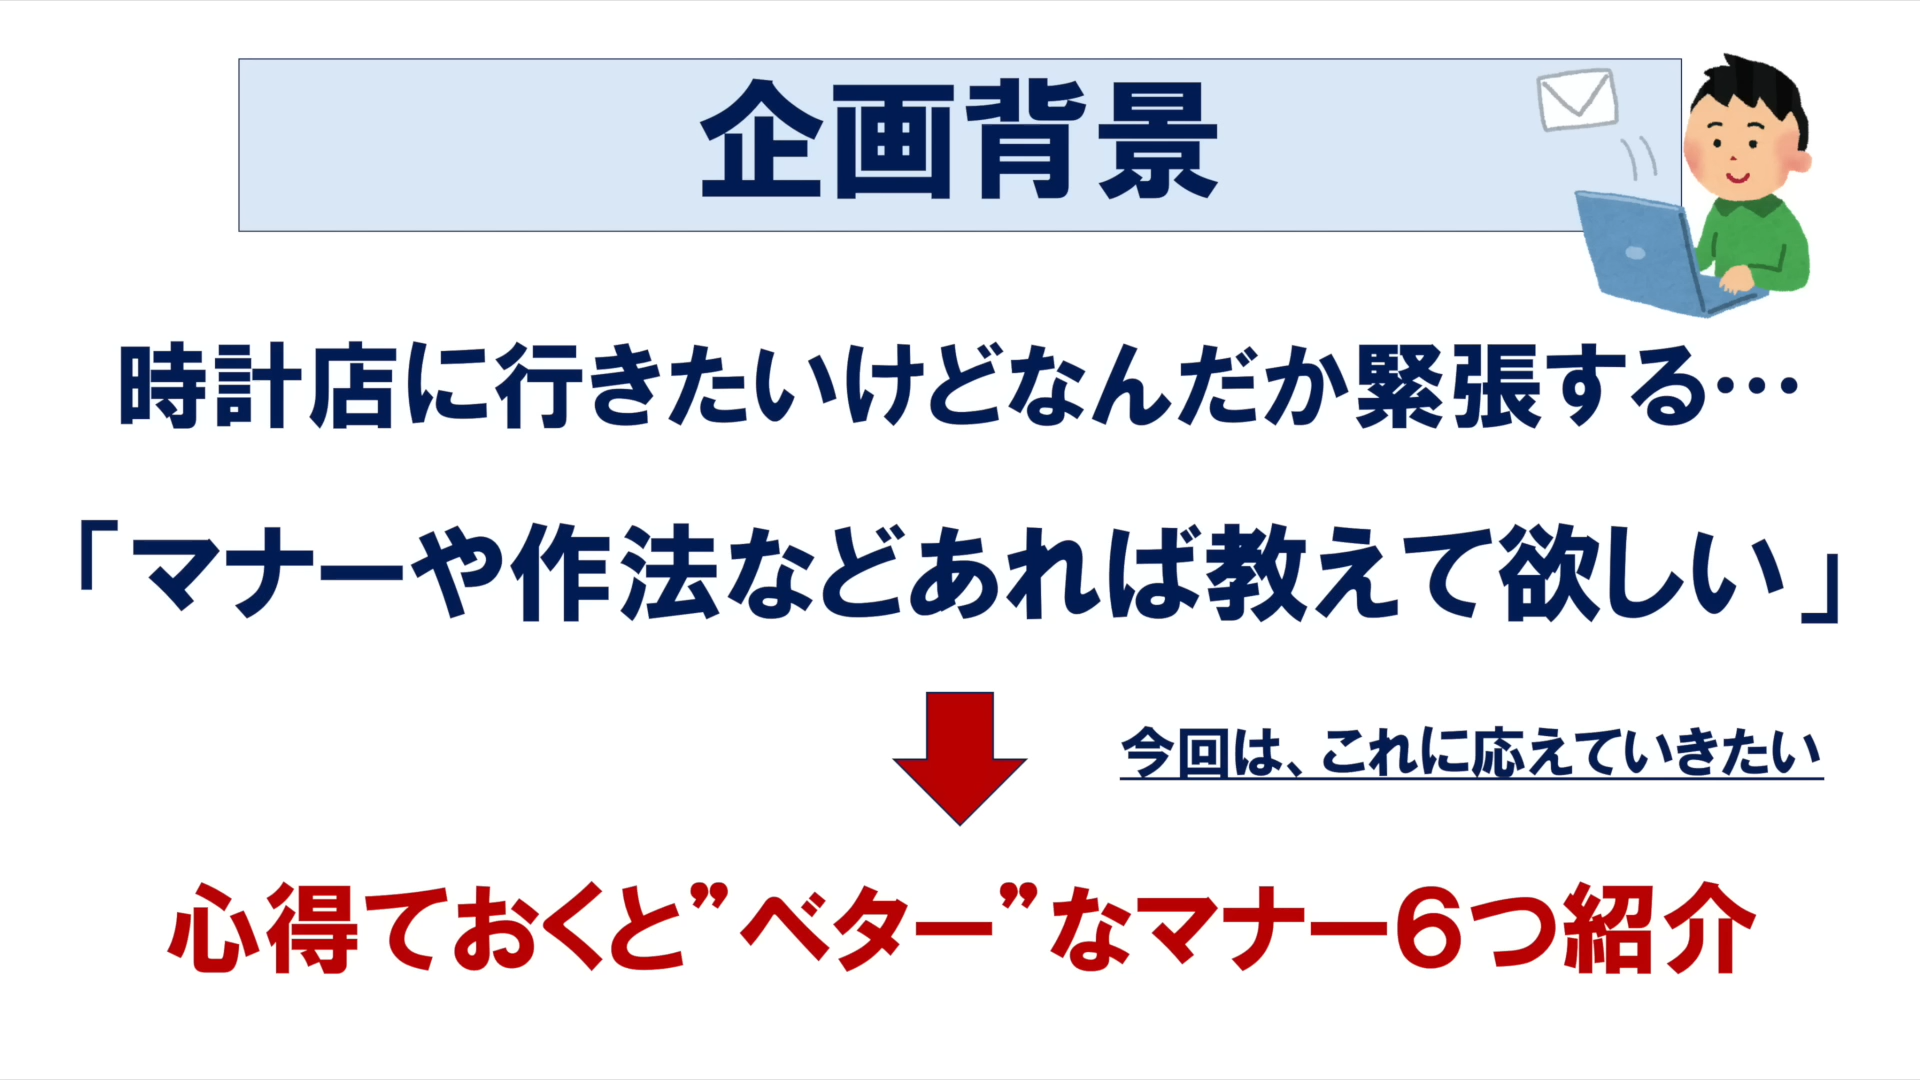 企画背景
時計店に行きたいけどなんだか緊張する…
「マナーや作法などあれば教えて欲しい」
今回は、これに応えていきたい
心得ておくと”ベター”なマナー６つ紹介